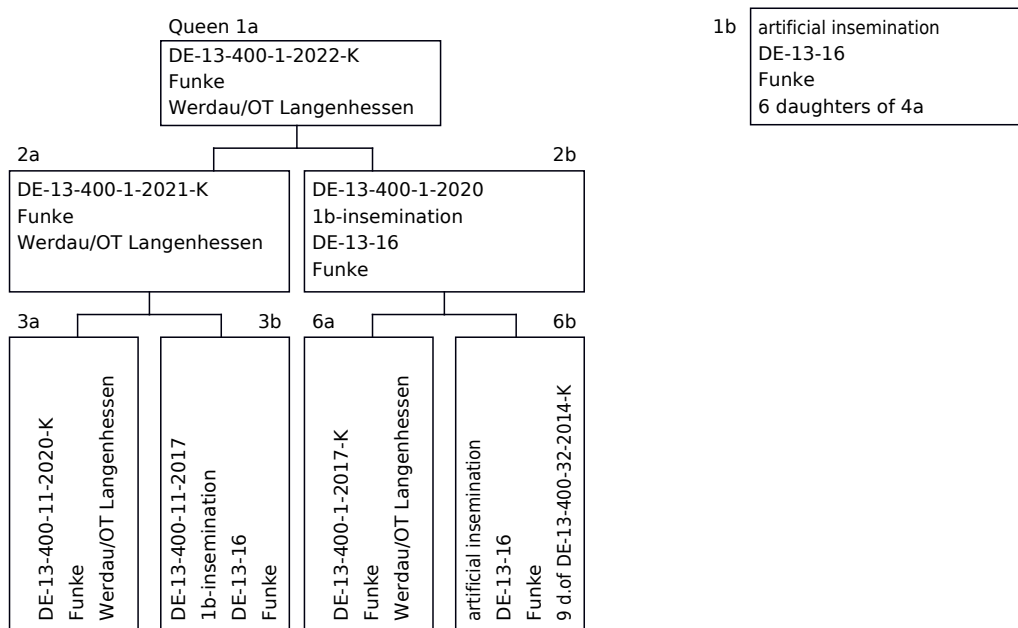 Queen 1a
DE-13-400-1-2022-K
Funke
Werdau/OT Langenhessen
1b
artificial insemination
DE-13-16
Funke
6 daughters of 4a
2a
DE-13-400-1-2021-K
Funke
Werdau/OT Langenhessen
2b
DE-13-400-1-2020
1b-insemination
DE-13-16
Funke
3a
DE-13-400-11-2020-K
Funke
Werdau/OT Langenhessen
3b
DE-13-400-11-2017
1b-insemination
DE-13-16
Funke
6a
DE-13-400-1-2017-K
Funke
Werdau/OT Langenhessen
6b
artificial insemination
DE-13-16
Funke
9 d.of DE-13-400-32-2014-K